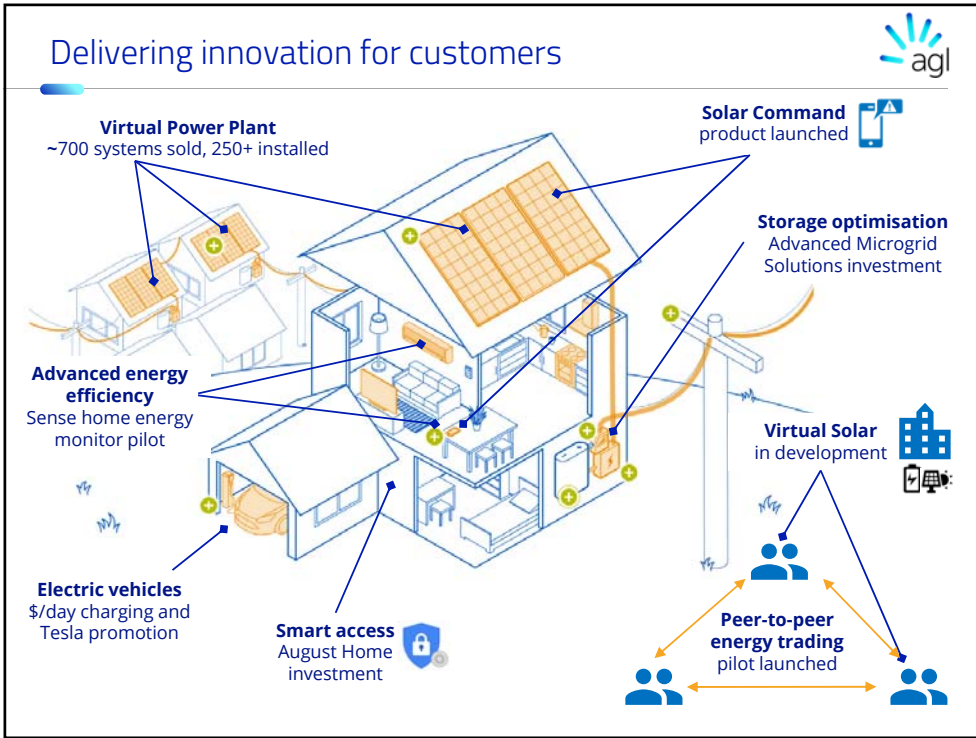 Delivering innovation for customers
agl
Virtual Power Plant
~700 systems sold, 250+ installed
Solar Command
product launched
Storage optimisation
Advanced Microgrid
Solutions investment
Advanced energy
efficiency
Sense home energy
monitor pilot
Virtual Solar
in development
Electric vehicles
$/day charging and
Tesla promotion
Smart access
August Home
investment
Peer-to-peer
energy trading
pilot launched